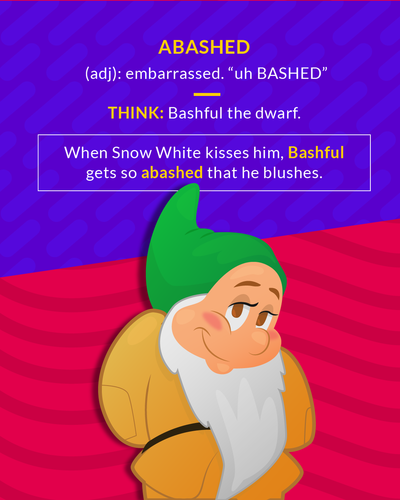 ABASHED
(adj): embarrassed. “uh BASHED”
THINK: Bashful the dwarf.
When Snow White kisses him, Bashful
gets so abashed that he blushes.